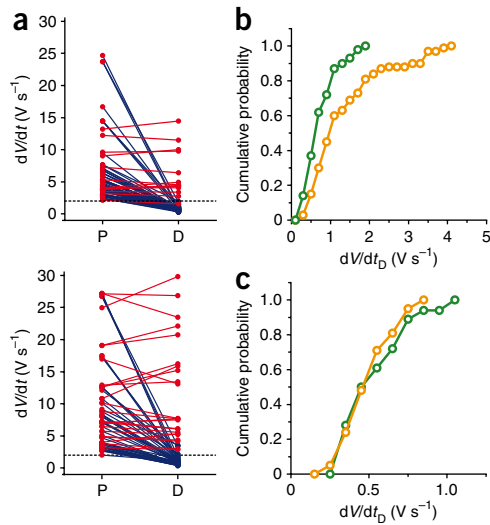 a
dV/dt (V s⁻¹)
30
25
20
15
10
5
0
P D
dV/dt (V s⁻¹)
30
25
20
15
10
5
0
P D
b
Cumulative probability
1.0
0.8
0.6
0.4
0.2
0
0 1 2 3 4 5
dV/dt_D (V s⁻¹)
c
Cumulative probability
1.0
0.8
0.6
0.4
0.2
0
0 0.5 1.0
dV/dt_D (V s⁻¹)